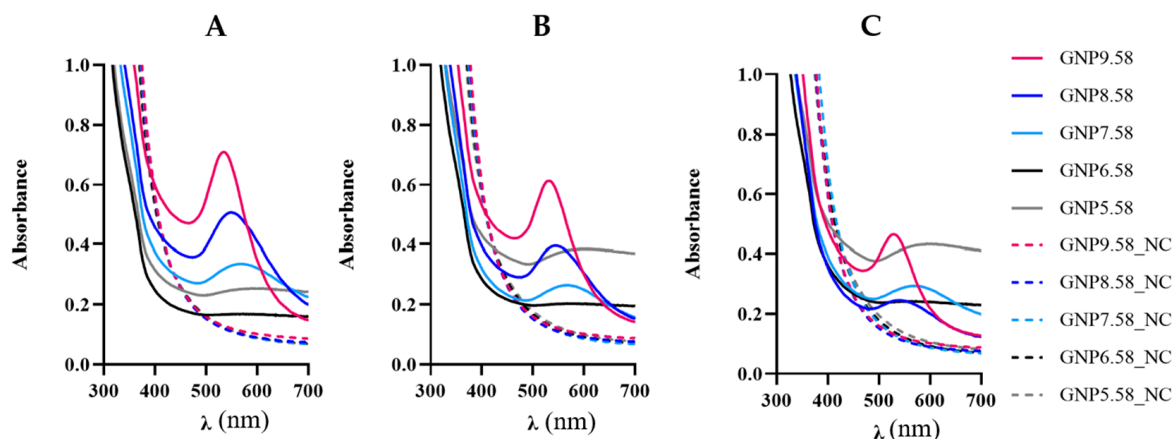 A
B
C
Absorbance
1.0
0.8
0.6
0.4
0.2
0.0
300 400 500 600 700
λ (nm)
Absorbance
1.0
0.8
0.6
0.4
0.2
0.0
300 400 500 600 700
λ (nm)
Absorbance
1.0
0.8
0.6
0.4
0.2
0.0
300 400 500 600 700
λ (nm)
GNP9.58
GNP8.58
GNP7.58
GNP6.58
GNP5.58
GNP9.58_NC
GNP8.58_NC
GNP7.58_NC
GNP6.58_NC
GNP5.58_NC